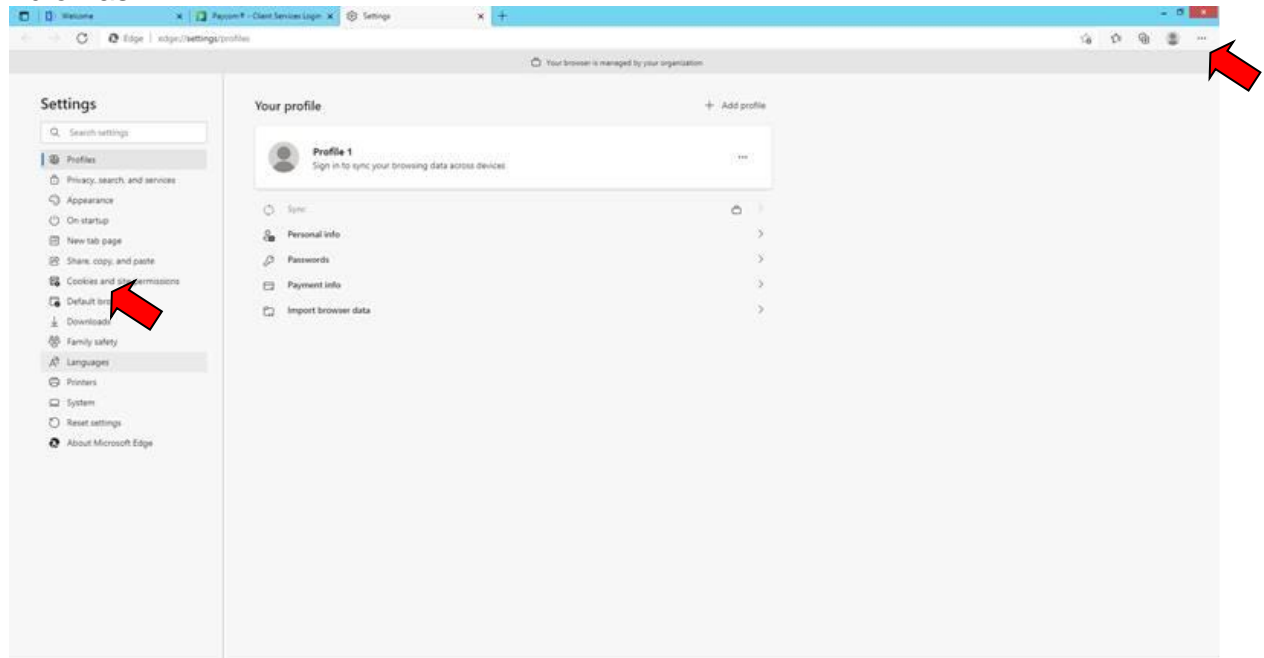 Welcome
Paycom® - Client Services Login
Settings
Edge
edge://settings/profiles
Your browser is managed by your organization
Settings
Search settings
Profiles
Privacy, search, and services
Appearance
On startup
New tab page
Share, copy, and paste
Cookies and site permissions
Default
Downloads
Family safety
Languages
Printers
System
Reset settings
About Microsoft Edge
Your profile
Add profile
Profile 1
Sign in to sync your browsing data across devices
Sync
Personal info
Passwords
Payment info
Import browser data